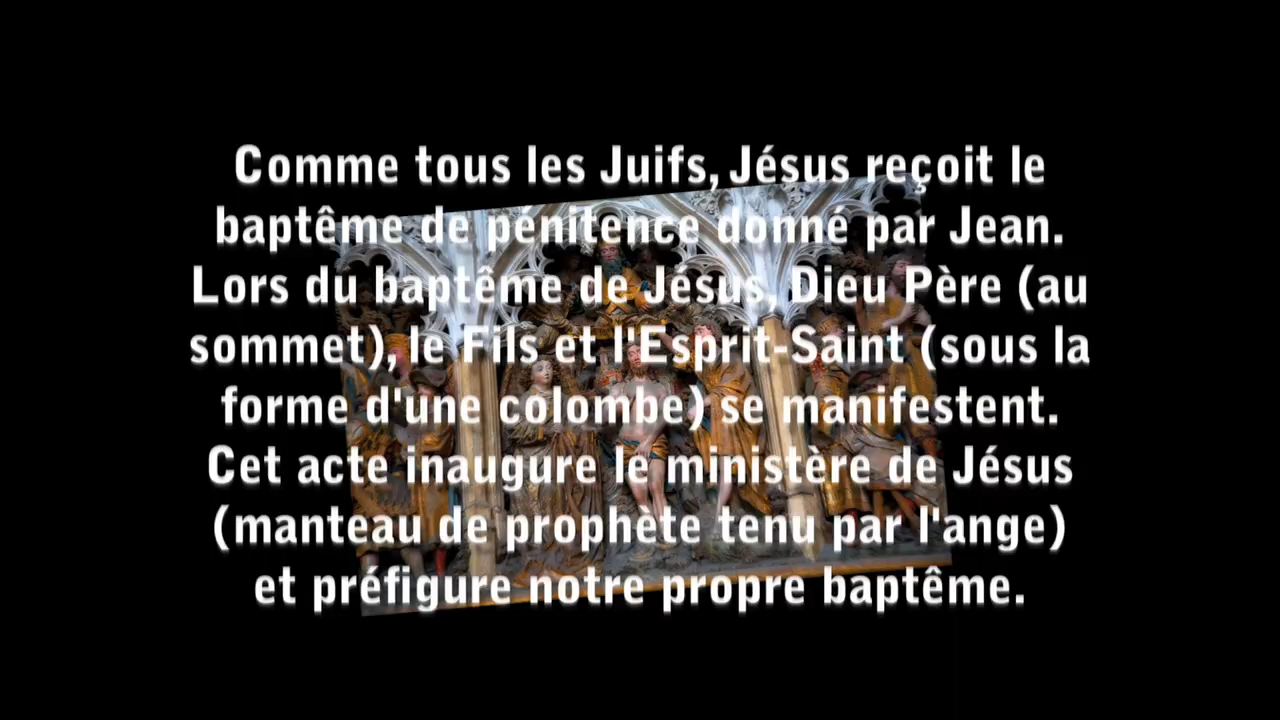 Comme tous les Juifs, Jésus reçoit le
baptême de pénitence donné par Jean.
Lors du baptême de Jésus, Dieu Père (au
sommet), le Fils et l'Esprit-Saint (sous la
forme d'une colombe) se manifestent.
Cet acte inaugure le ministère de Jésus
(manteau de prophète tenu par l'ange)
et préfigure notre propre baptême.